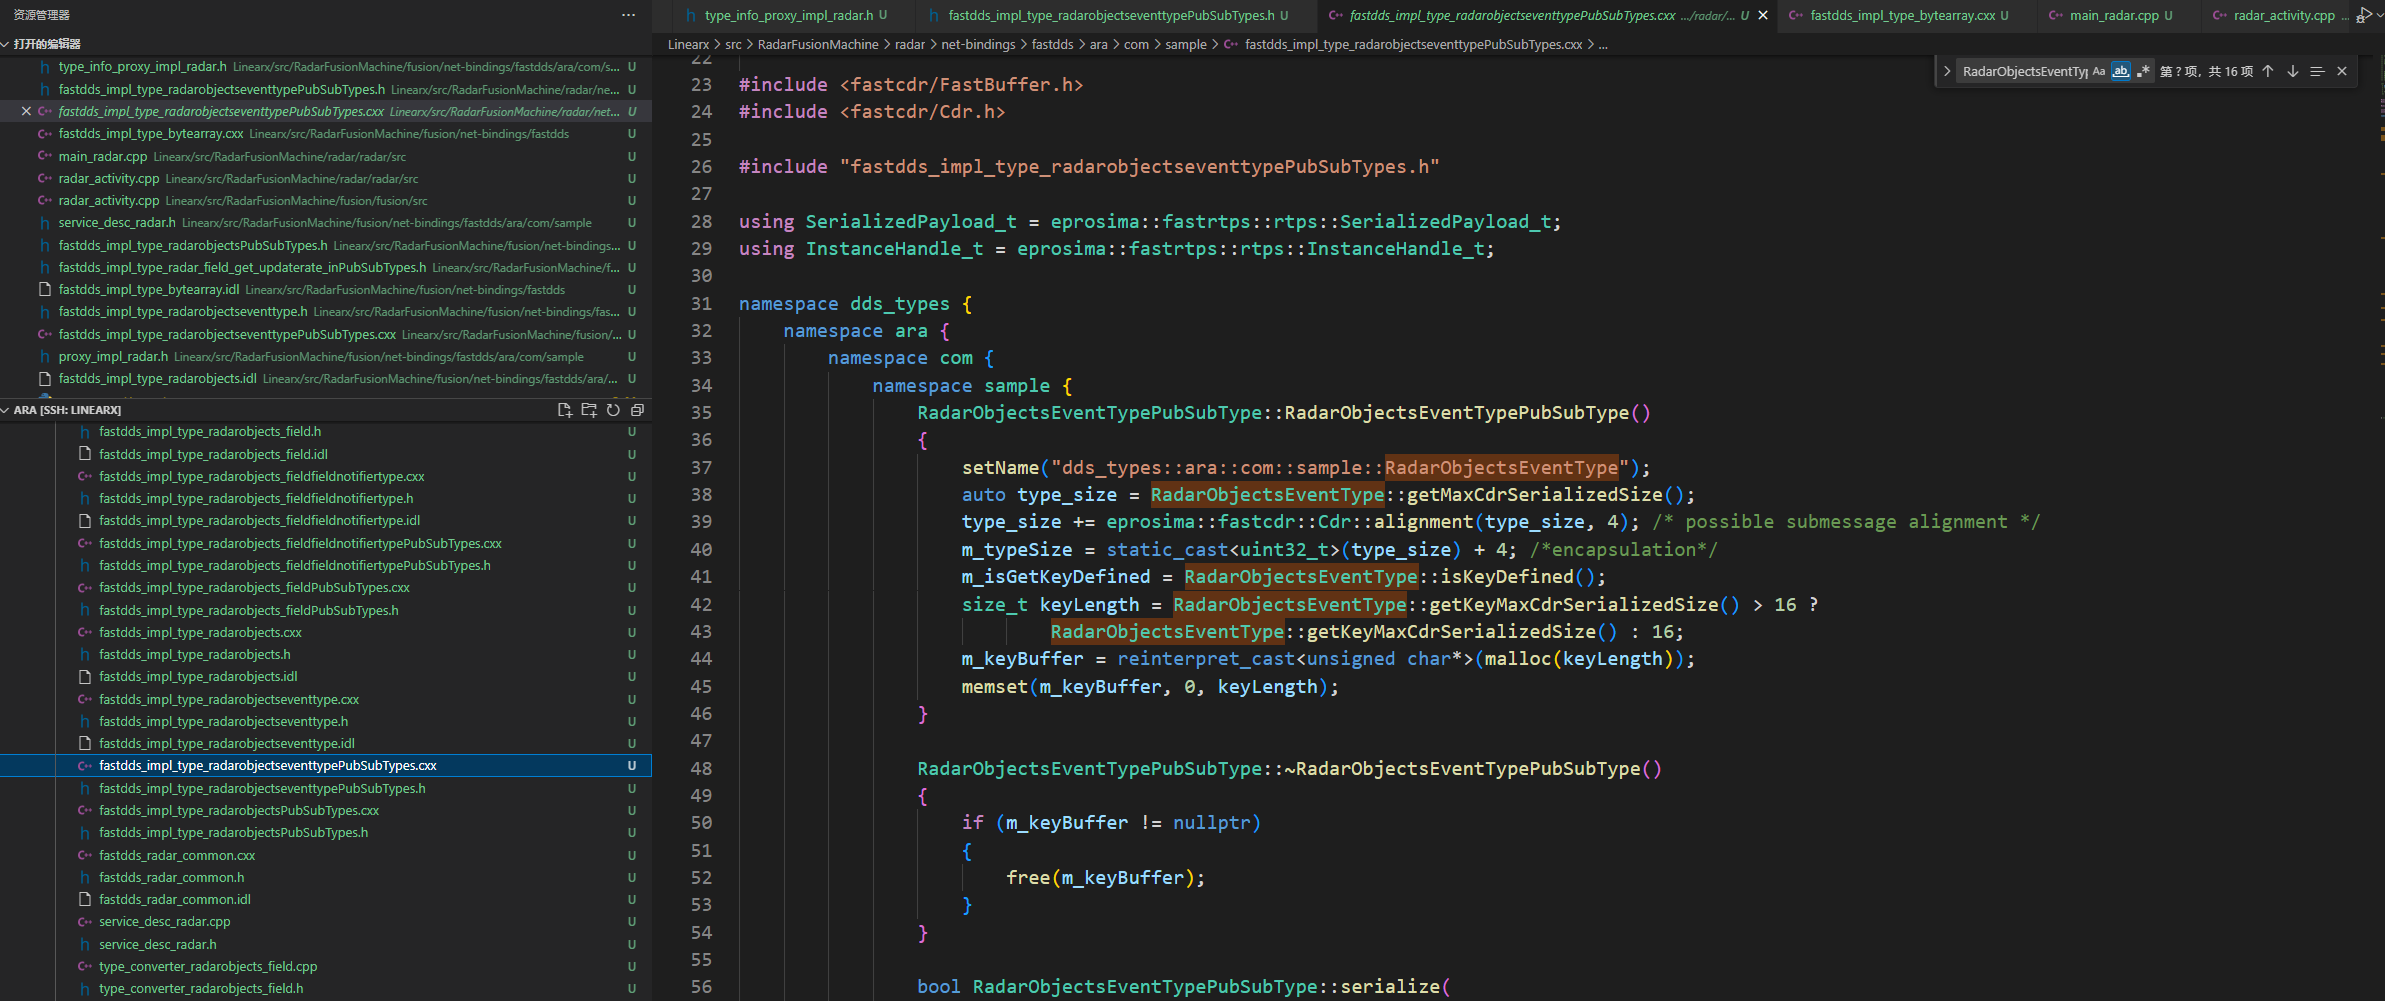 资源管理器
···
打开的编辑器
type_info_proxy_impl_radar.h Linearx/src/RadarFusionMachine/fusion/net-bindings/fastdds/ara/com/s... U
fastdds_impl_type_radarobjectseventtypePubSubTypes.h Linearx/src/RadarFusionMachine/radar/ne... U
fastdds_impl_type_radarobjectseventtypePubSubTypes.cxx Linearx/src/RadarFusionMachine/radar/net... U
fastdds_impl_type_bytearray.cxx Linearx/src/RadarFusionMachine/fusion/net-bindings/fastdds U
main_radar.cpp Linearx/src/RadarFusionMachine/radar/radar/src U
radar_activity.cpp Linearx/src/RadarFusionMachine/radar/radar/src U
radar_activity.cpp Linearx/src/RadarFusionMachine/fusion/fusion/src U
service_desc_radar.h Linearx/src/RadarFusionMachine/fusion/net-bindings/fastdds/ara/com/sample U
fastdds_impl_type_radarobjectsPubSubTypes.h Linearx/src/RadarFusionMachine/fusion/net-bindings... U
fastdds_impl_type_radar_field_get_updaterate_inPubSubTypes.h Linearx/src/RadarFusionMachine/f... U
fastdds_impl_type_bytearray.idl Linearx/src/RadarFusionMachine/fusion/net-bindings/fastdds U
fastdds_impl_type_radarobjectseventtype.h Linearx/src/RadarFusionMachine/fusion/net-bindings/fas... U
fastdds_impl_type_radarobjectseventtypePubSubTypes.cxx Linearx/src/RadarFusionMachine/fusion/... U
proxy_impl_radar.h Linearx/src/RadarFusionMachine/fusion/net-bindings/fastdds/ara/com/sample U
fastdds_impl_type_radarobjects.idl Linearx/src/RadarFusionMachine/fusion/net-bindings/fastdds/ara/... U
ARA [SSH: LINEARX]
fastdds_impl_type_radarobjects_field.h U
fastdds_impl_type_radarobjects_field.idl U
fastdds_impl_type_radarobjects_fieldfieldnotifiertype.cxx U
fastdds_impl_type_radarobjects_fieldfieldnotifiertype.h U
fastdds_impl_type_radarobjects_fieldfieldnotifiertype.idl U
fastdds_impl_type_radarobjects_fieldfieldnotifiertypePubSubTypes.cxx U
fastdds_impl_type_radarobjects_fieldfieldnotifiertypePubSubTypes.h U
fastdds_impl_type_radarobjects_fieldPubSubTypes.cxx U
fastdds_impl_type_radarobjects_fieldPubSubTypes.h U
fastdds_impl_type_radarobjects.cxx U
fastdds_impl_type_radarobjects.h U
fastdds_impl_type_radarobjects.idl U
fastdds_impl_type_radarobjectseventtype.cxx U
fastdds_impl_type_radarobjectseventtype.h U
fastdds_impl_type_radarobjectseventtype.idl U
fastdds_impl_type_radarobjectseventtypePubSubTypes.cxx U
fastdds_impl_type_radarobjectseventtypePubSubTypes.h U
fastdds_impl_type_radarobjectsPubSubTypes.cxx U
fastdds_impl_type_radarobjectsPubSubTypes.h U
fastdds_radar_common.cxx U
fastdds_radar_common.h U
fastdds_radar_common.idl U
service_desc_radar.cpp U
service_desc_radar.h U
type_converter_radarobjects_field.cpp U
type_converter_radarobjects_field.h U
type_info_proxy_impl_radar.h U
fastdds_impl_type_radarobjectseventtypePubSubTypes.h U
fastdds_impl_type_radarobjectseventtypePubSubTypes.cxx .../radar/... U
fastdds_impl_type_bytearray.cxx U
main_radar.cpp U
radar_activity.cpp ...
Linearx > src > RadarFusionMachine > radar > net-bindings > fastdds > ara > com > sample > fastdds_impl_type_radarobjectseventtypePubSubTypes.cxx > ...
RadarObjectsEventTyp Aa ab .* 第 ? 项, 共 16 项
22
23 #include <fastcdr/FastBuffer.h>
24 #include <fastcdr/Cdr.h>
25
26 #include "fastdds_impl_type_radarobjectseventtypePubSubTypes.h"
27
28 using SerializedPayload_t = eprosima::fastrtps::rtps::SerializedPayload_t;
29 using InstanceHandle_t = eprosima::fastrtps::rtps::InstanceHandle_t;
30
31 namespace dds_types {
32 namespace ara {
33 namespace com {
34 namespace sample {
35 RadarObjectsEventTypePubSubType::RadarObjectsEventTypePubSubType()
36 {
37 setName("dds_types::ara::com::sample::RadarObjectsEventType");
38 auto type_size = RadarObjectsEventType::getMaxCdrSerializedSize();
39 type_size += eprosima::fastcdr::Cdr::alignment(type_size, 4); /* possible submessage alignment */
40 m_typeSize = static_cast<uint32_t>(type_size) + 4; /*encapsulation*/
41 m_isGetKeyDefined = RadarObjectsEventType::isKeyDefined();
42 size_t keyLength = RadarObjectsEventType::getKeyMaxCdrSerializedSize() > 16 ?
43 RadarObjectsEventType::getKeyMaxCdrSerializedSize() : 16;
44 m_keyBuffer = reinterpret_cast<unsigned char*>(malloc(keyLength));
45 memset(m_keyBuffer, 0, keyLength);
46 }
47
48 RadarObjectsEventTypePubSubType::~RadarObjectsEventTypePubSubType()
49 {
50 if (m_keyBuffer != nullptr)
51 {
52 free(m_keyBuffer);
53 }
54 }
55
56 bool RadarObjectsEventTypePubSubType::serialize(